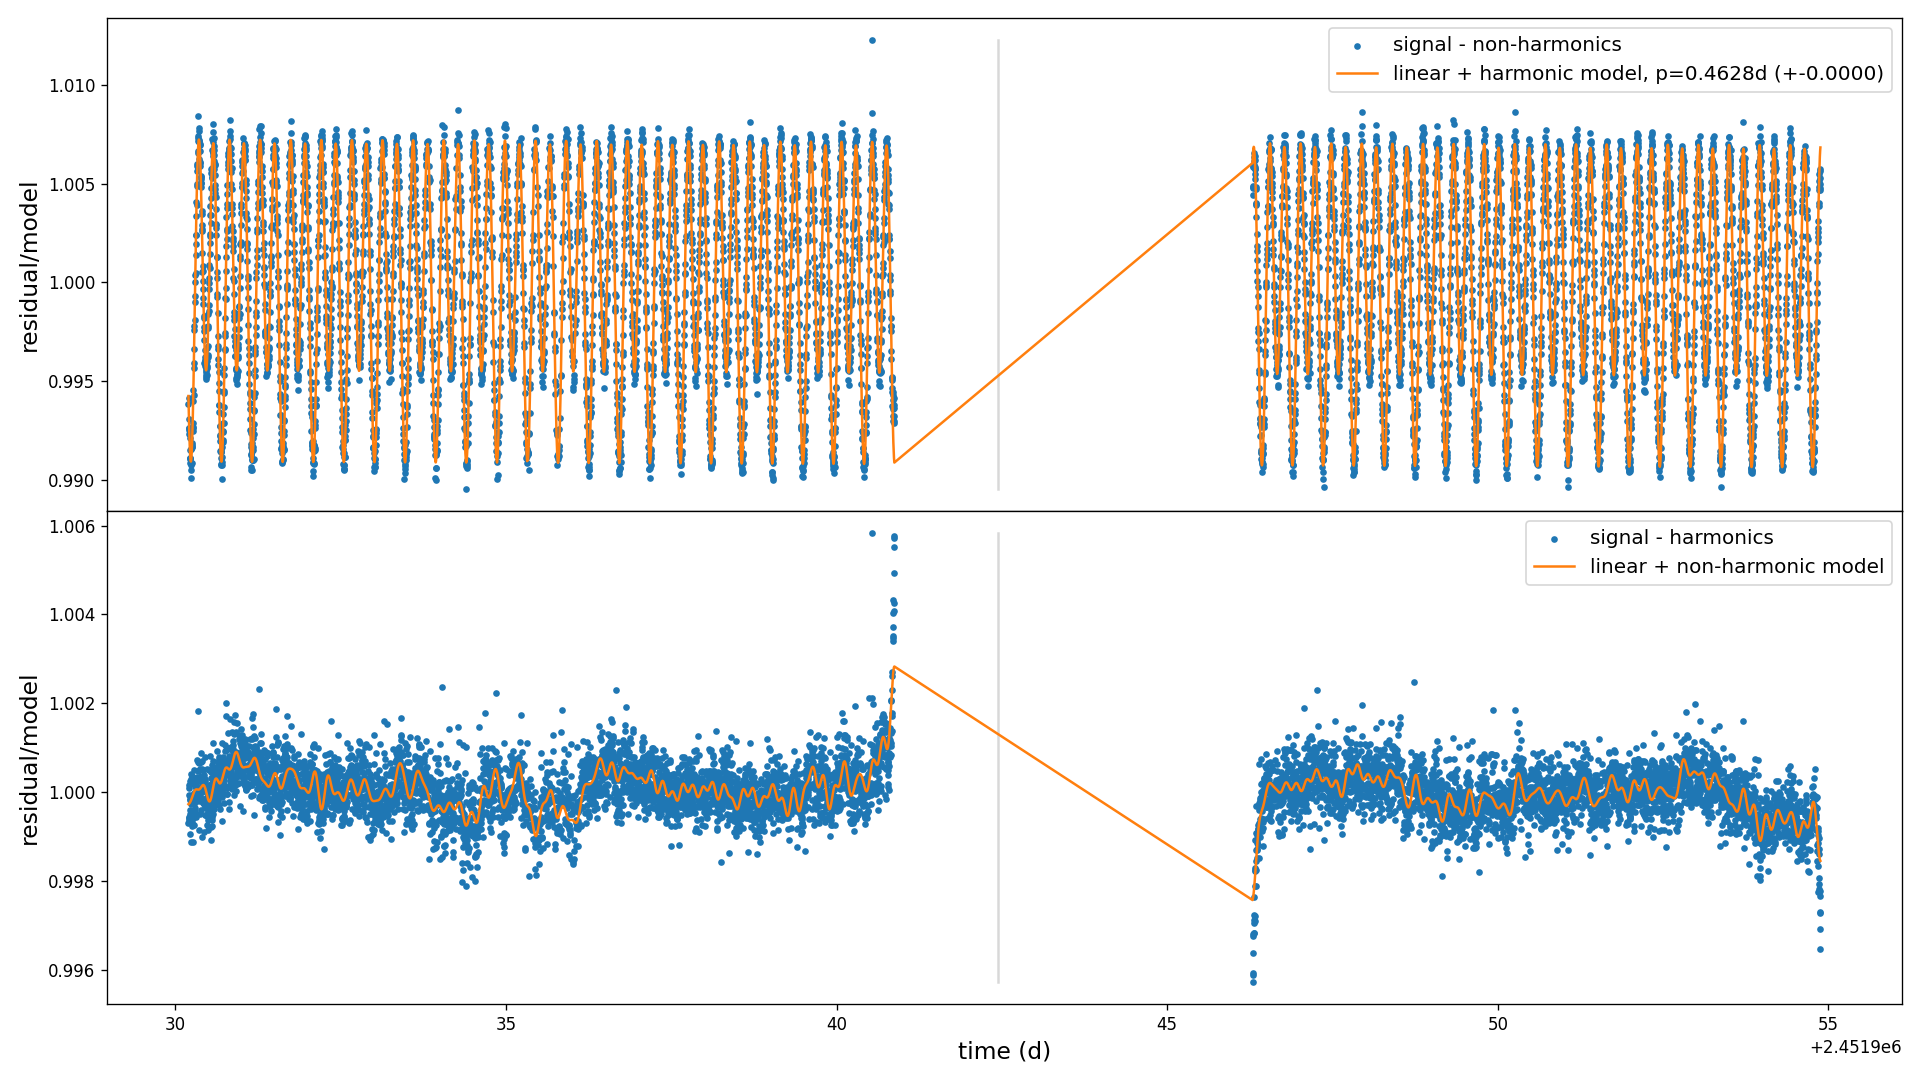 signal - non-harmonics
linear + harmonic model, p=0.4628d (+-0.0000)
residual/model
1.010
1.005
1.000
0.995
0.990
signal - harmonics
linear + non-harmonic model
residual/model
1.006
1.004
1.002
1.000
0.998
0.996
30 35 40 45 50 55
time (d)
+2.4519e6